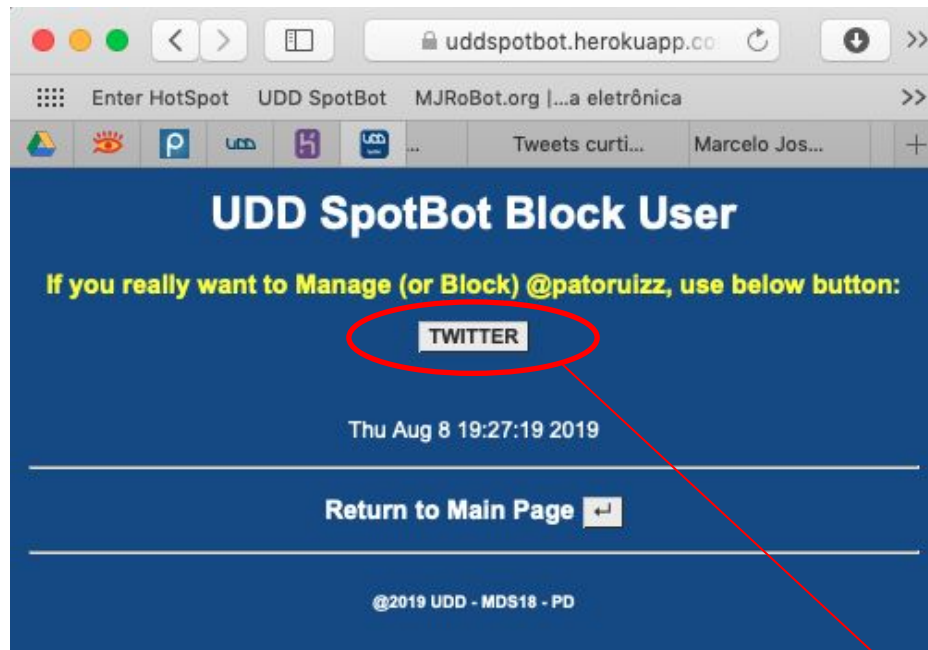 uddspotbot.herokuapp.co
Enter HotSpot UDD SpotBot MJRoBot.org |...a eletrônica
P udd udd ... Tweets curti... Marcelo Jos...
UDD SpotBot Block User
If you really want to Manage (or Block) @patoruizz, use below button:
TWITTER
Thu Aug 8 19:27:19 2019
Return to Main Page
@2019 UDD - MDS18 - PD